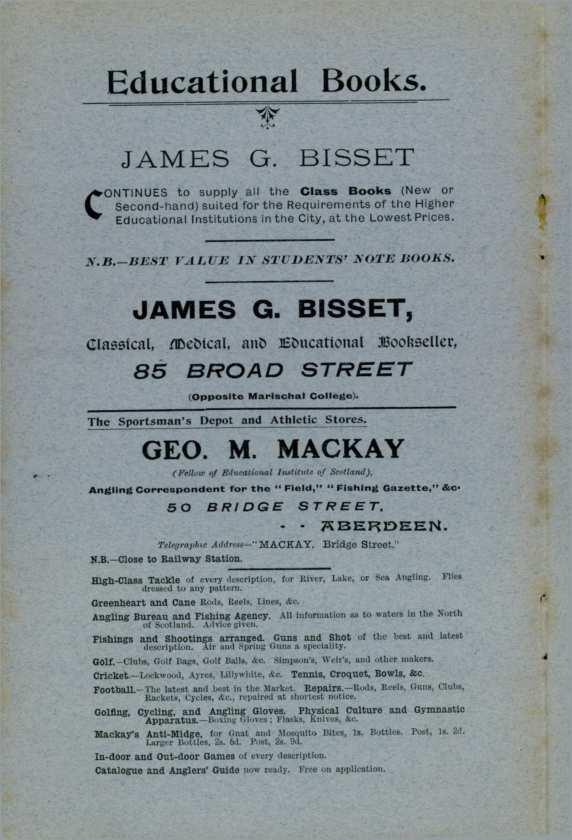 Educational Books.
JAMES G. BISSET
CONTINUES to supply all the Class Books (New or
Second-hand) suited for the Requirements of the Higher
Educational Institutions in the City, at the Lowest Prices.
N.B.—BEST VALUE IN STUDENTS' NOTE BOOKS.
JAMES G. BISSET,
Classical, Medical, and Educational Bookseller,
85 BROAD STREET
(Opposite Marischal College).
The Sportsman's Depot and Athletic Stores.
GEO. M. MACKAY
(Fellow of Educational Institute of Scotland),
Angling Correspondent for the "Field," "Fishing Gazette," &c.
50 BRIDGE STREET,
- - ABERDEEN.
Telegraphic Address—"MACKAY, Bridge Street."
N.B.—Close to Railway Station.
High-Class Tackle of every description, for River, Lake, or Sea Angling. Flies
dressed to any pattern.
Greenheart and Cane Rods, Reels, Lines, &c.
Angling Bureau and Fishing Agency. All information as to waters in the North
of Scotland. Advice given.
Fishings and Shootings arranged. Guns and Shot of the best and latest
description. Air and Spring Guns a speciality.
Golf.—Clubs, Golf Bags, Golf Balls, &c. Simpson's, Weir's, and other makers.
Cricket.—Lockwood, Ayres, Lillywhite, &c. Tennis, Croquet, Bowls, &c.
Football.—The latest and best in the Market. Repairs.—Rods, Reels, Guns, Clubs,
Rackets, Cycles, &c., repaired at shortest notice.
Golfing, Cycling, and Angling Gloves. Physical Culture and Gymnastic
Apparatus.—Boxing Gloves; Flasks, Knives, &c.
Mackay's Anti-Midge, for Gnat and Mosquito Bites, 1s. Bottles. Post, 1s. 2d.
Larger Bottles, 2s. 6d. Post, 2s. 9d.
In-door and Out-door Games of every description.
Catalogue and Anglers' Guide now ready. Free on application.